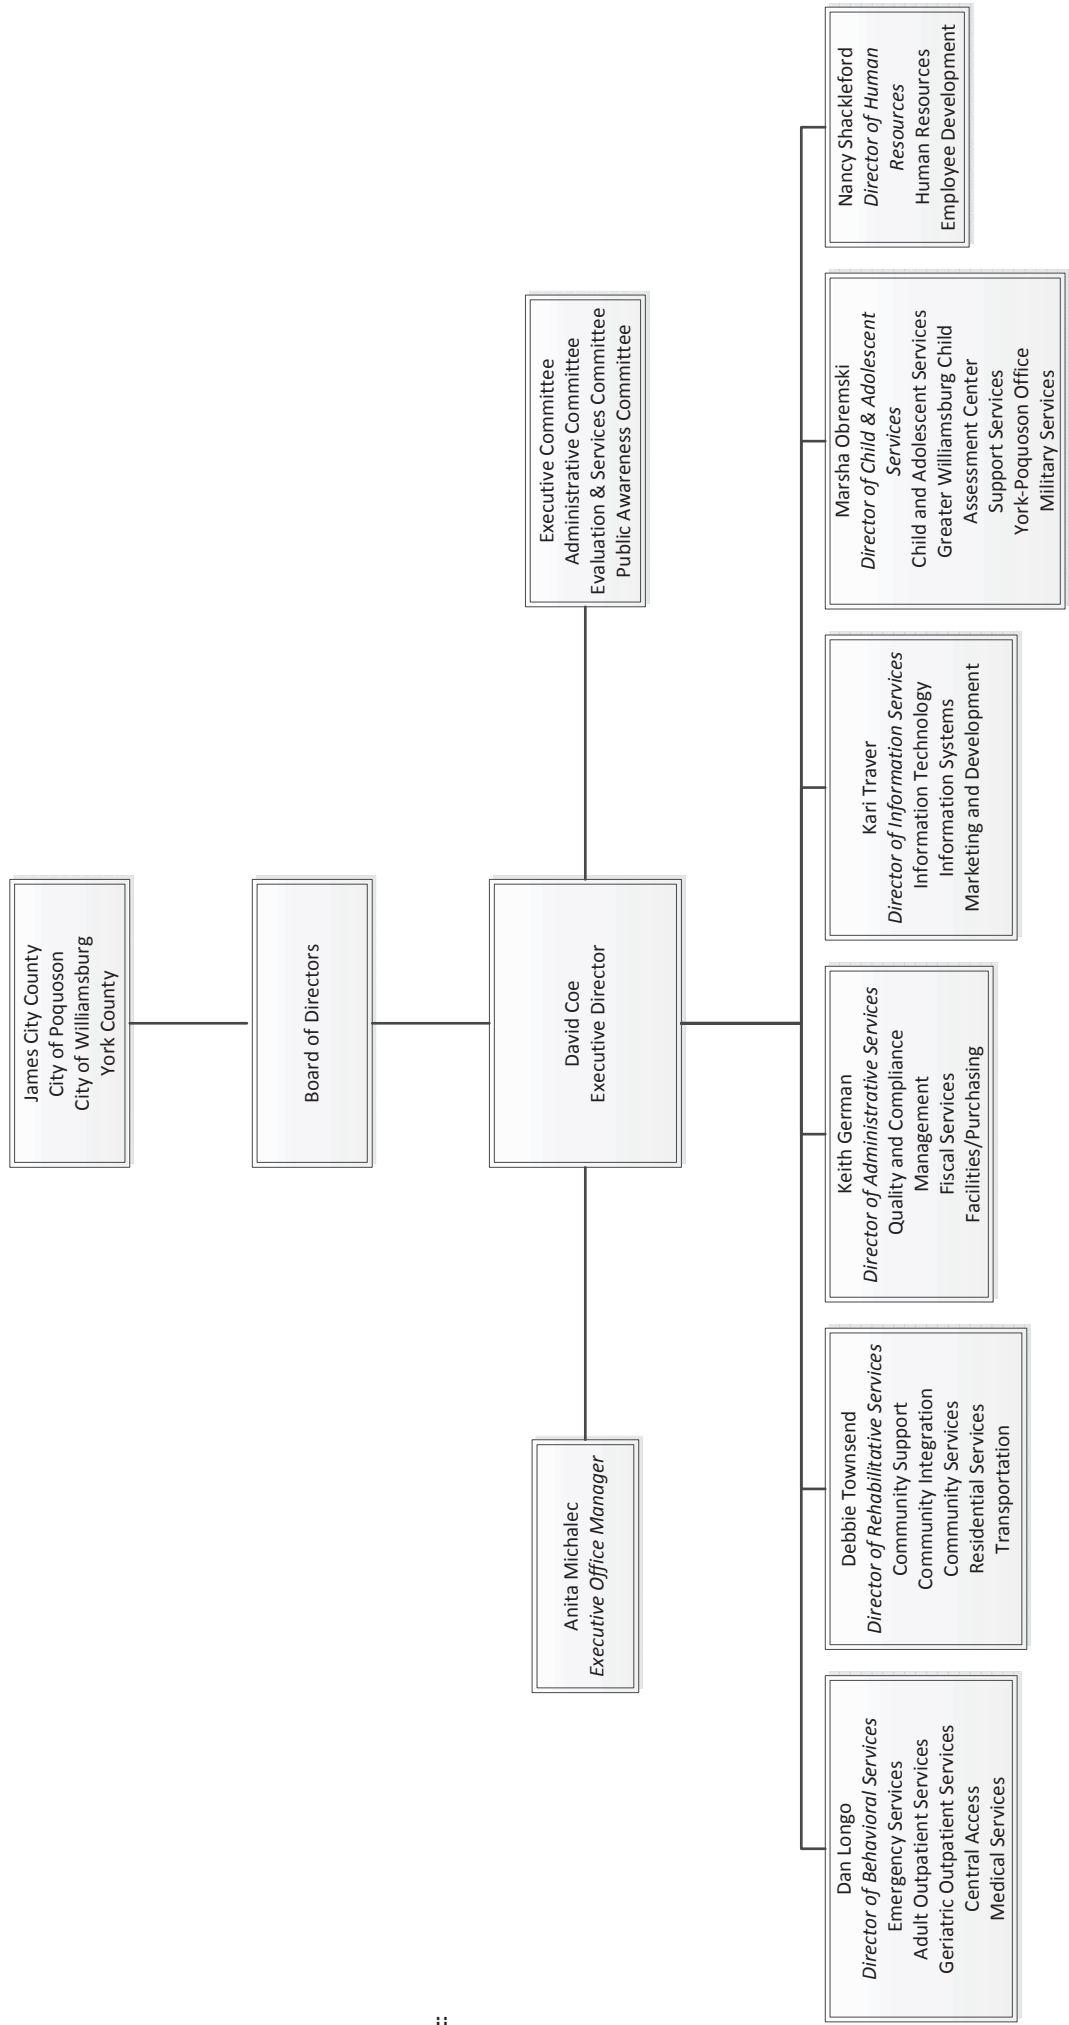 James City County
City of Poquoson
City of Williamsburg
York County
Board of Directors
David Coe
Executive Director
Anita Michalec
Executive Office Manager
Executive Committee
Administrative Committee
Evaluation & Services Committee
Public Awareness Committee
Dan Longo
Director of Behavioral Services
Emergency Services
Adult Outpatient Services
Geriatric Outpatient Services
Central Access
Medical Services
Debbie Townsend
Director of Rehabilitative Services
Community Support
Community Integration
Community Services
Residential Services
Transportation
Keith German
Director of Administrative Services
Quality and Compliance
Management
Fiscal Services
Facilities/Purchasing
Kari Traver
Director of Information Services
Information Technology
Information Systems
Marketing and Development
Marsha Obremski
Director of Child & Adolescent
Services
Child and Adolescent Services
Greater Williamsburg Child
Assessment Center
Support Services
York-Poquoson Office
Military Services
Nancy Shackleford
Director of Human
Resources
Human Resources
Employee Development